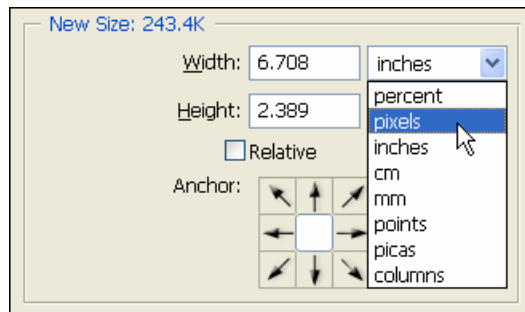 New Size: 243.4K
Width: 6.708 inches
Height: 2.389
percent
pixels
inches
cm
mm
points
picas
columns
Relative
Anchor: